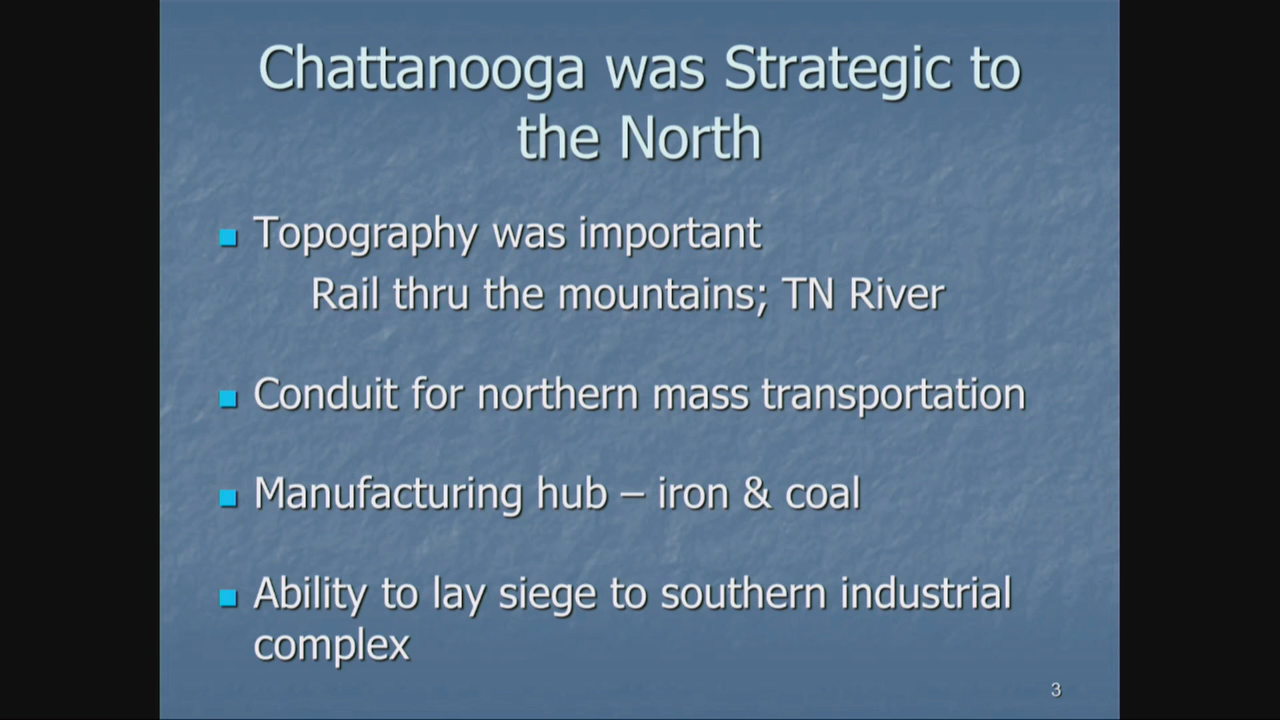 Chattanooga was Strategic to
the North
Topography was important
Rail thru the mountains; TN River
Conduit for northern mass transportation
Manufacturing hub – iron & coal
Ability to lay siege to southern industrial
complex
3